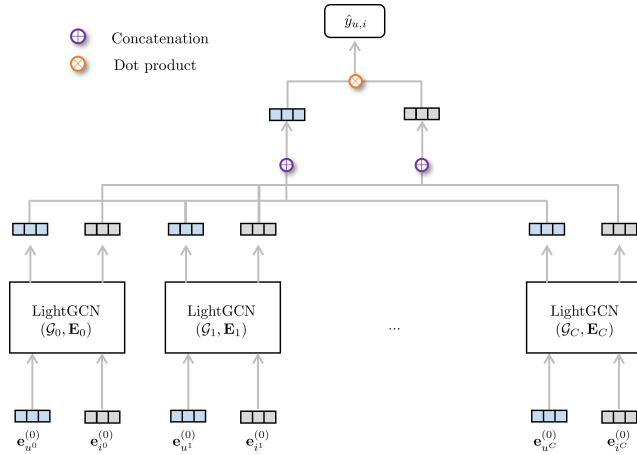 ŷ_{u,i}
Concatenation
Dot product
LightGCN
(𝒢_0, 𝐄_0)
LightGCN
(𝒢_1, 𝐄_1)
...
LightGCN
(𝒢_C, 𝐄_C)
𝐞_{u^0}^{(0)} 𝐞_{i^0}^{(0)} 𝐞_{u^1}^{(0)} 𝐞_{i^1}^{(0)} 𝐞_{u^C}^{(0)} 𝐞_{i^C}^{(0)}